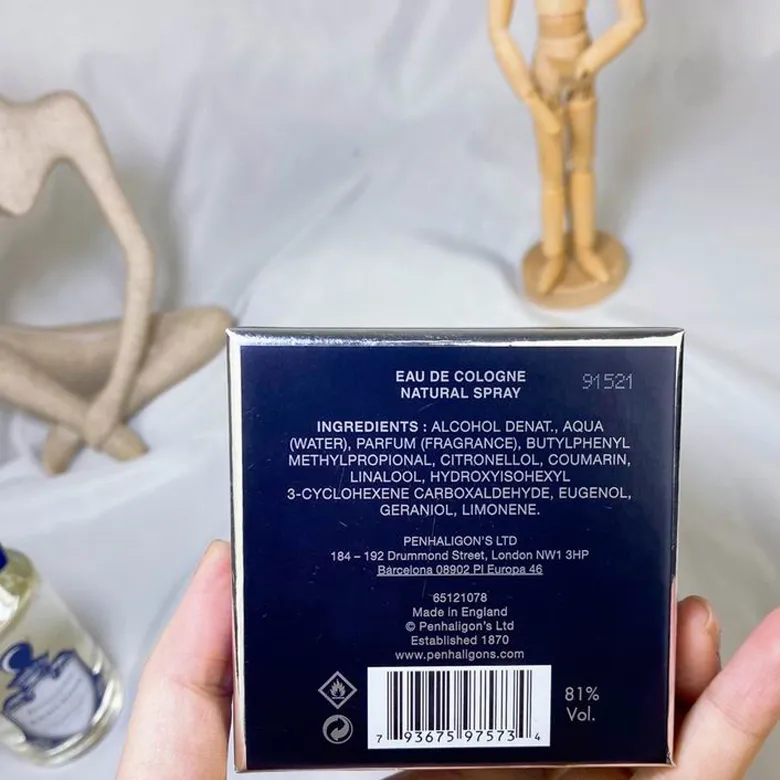 EAU DE COLOGNE
NATURAL SPRAY
91521
INGREDIENTS : ALCOHOL DENAT., AQUA
(WATER), PARFUM (FRAGRANCE), BUTYLPHENYL
METHYLPROPIONAL, CITRONELLOL, COUMARIN,
LINALOOL, HYDROXYISOHEXYL
3-CYCLOHEXENE CARBOXALDEHYDE, EUGENOL,
GERANIOL, LIMONENE.
PENHALIGON'S LTD
184 – 192 Drummond Street, London NW1 3HP
Barcelona 08902 Pl Europa 46
65121078
Made in England
© Penhaligon's Ltd
Established 1870
www.penhaligons.com
81%
Vol.
7 93675 97573 4